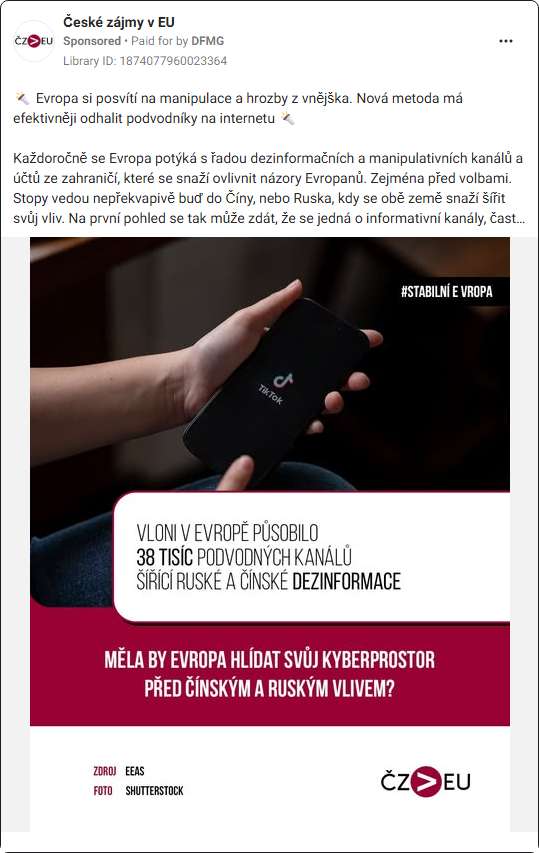 České zájmy v EU
Sponsored • Paid for by DFMG
Library ID: 1874077960023364
🔦 Evropa si posvítí na manipulace a hrozby z vnějška. Nová metoda má
efektivněji odhalit podvodníky na internetu 🔦
Každoročně se Evropa potýká s řadou dezinformačních a manipulativních kanálů a
účtů ze zahraničí, které se snaží ovlivnit názory Evropanů. Zejména před volbami.
Stopy vedou nepřekvapivě buď do Číny, nebo Ruska, kdy se obě země snaží šířit
svůj vliv. Na první pohled se tak může zdát, že se jedná o informativní kanály, čast...
#STABILNÍ E VROPA
TikTok
VLONI V EVROPĚ PŮSOBILO
38 TISÍC PODVODNÝCH KANÁLŮ
ŠÍŘÍCÍ RUSKÉ A ČÍNSKÉ DEZINFORMACE
MĚLA BY EVROPA HLÍDAT SVŮJ KYBERPROSTOR
PŘED ČÍNSKÝM A RUSKÝM VLIVEM?
ZDROJ EEAS
FOTO SHUTTERSTOCK
ČZ>EU